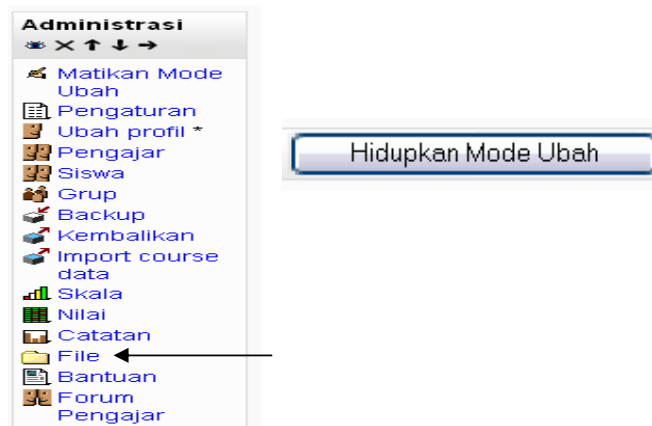 Administrasi
Matikan Mode
Ubah
Pengaturan
Ubah profil *
Pengajar
Siswa
Grup
Backup
Kembalikan
Import course
data
Skala
Nilai
Catatan
File
Bantuan
Forum
Pengajar
Hidupkan Mode Ubah